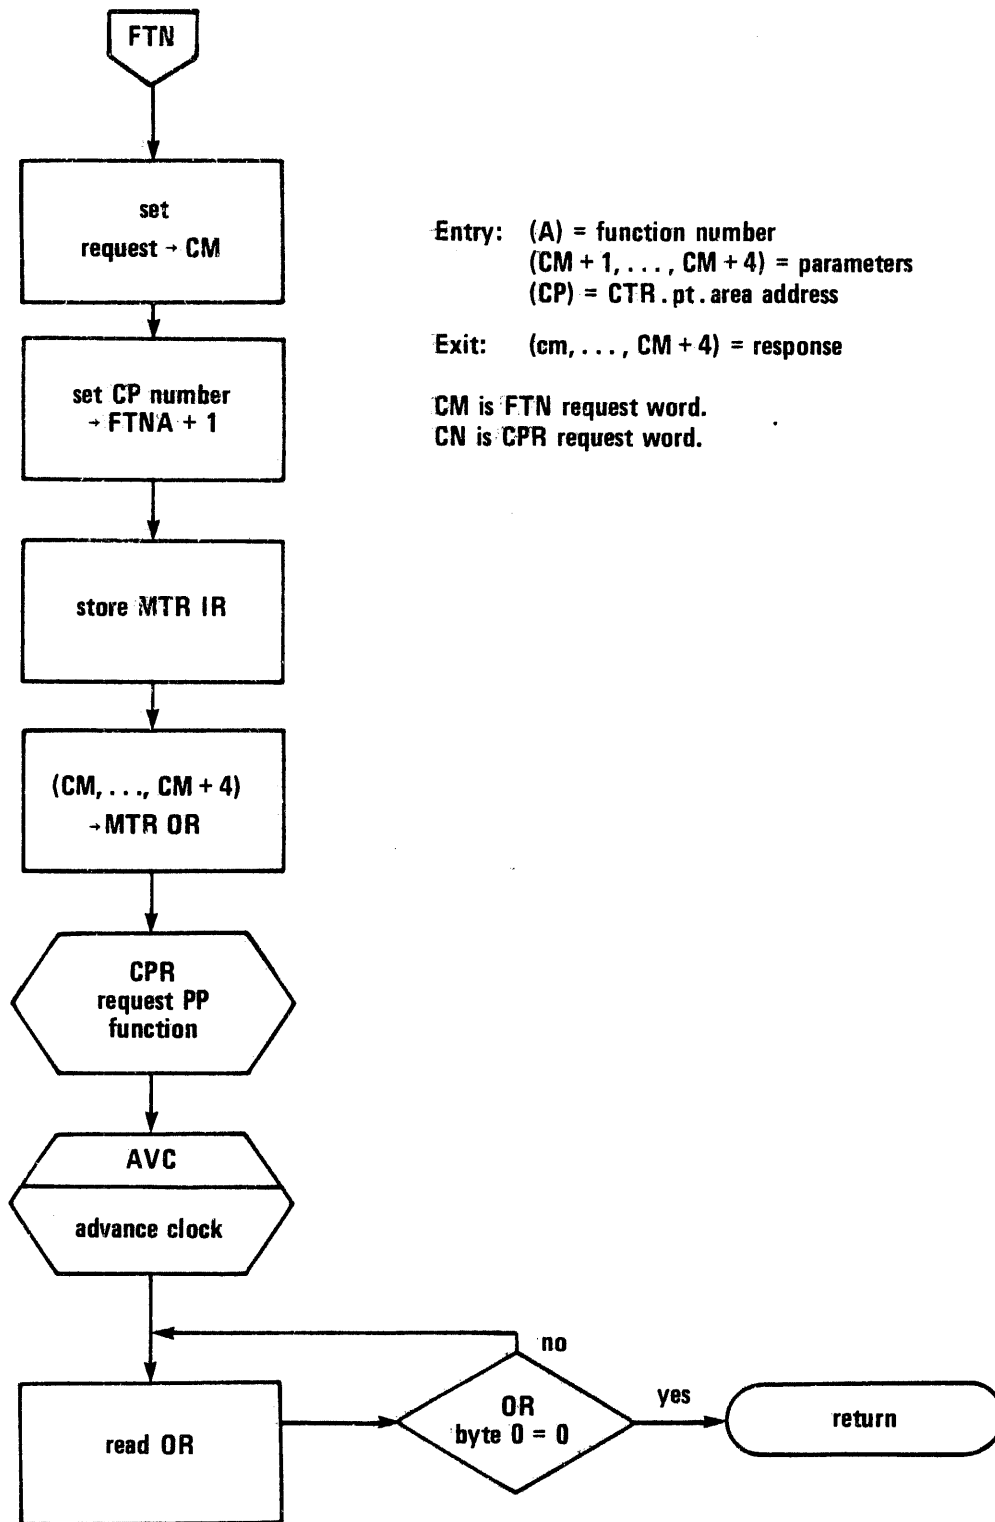 FTN
set
request → CM
Entry: (A) = function number
(CM + 1, . . . , CM + 4) = parameters
(CP) = CTR.pt.area address
Exit: (cm, . . . , CM + 4) = response
CM is FTN request word.
CN is CPR request word.
set CP number
→ FTNA + 1
store MTR IR
(CM, . . . , CM + 4)
→ MTR OR
CPR
request PP
function
AVC
advance clock
no
read OR
OR
byte 0 = 0
yes
return